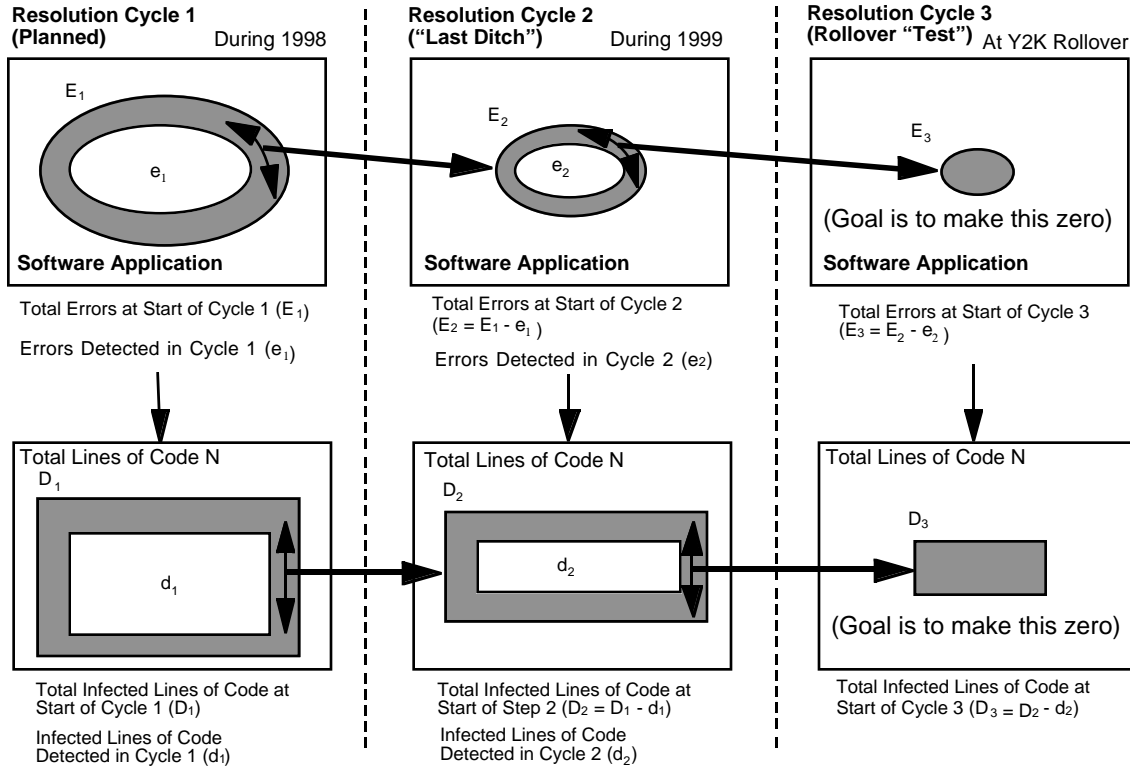 Resolution Cycle 1
(Planned)
During 1998
E1
e1
Software Application
Total Errors at Start of Cycle 1 (E1)
Errors Detected in Cycle 1 (e1)
Total Lines of Code N
D1
d1
Total Infected Lines of Code at
Start of Cycle 1 (D1)
Infected Lines of Code
Detected in Cycle 1 (d1)
Resolution Cycle 2
(“Last Ditch”)
During 1999
E2
e2
Software Application
Total Errors at Start of Cycle 2
(E2 = E1 - e1)
Errors Detected in Cycle 2 (e2)
Total Lines of Code N
D2
d2
Total Infected Lines of Code at
Start of Step 2 (D2 = D1 - d1)
Infected Lines of Code
Detected in Cycle 2 (d2)
Resolution Cycle 3
(Rollover “Test”)
At Y2K Rollover
E3
(Goal is to make this zero)
Software Application
Total Errors at Start of Cycle 3
(E3 = E2 - e2)
Total Lines of Code N
D3
(Goal is to make this zero)
Total Infected Lines of Code at
Start of Cycle 3 (D3 = D2 - d2)